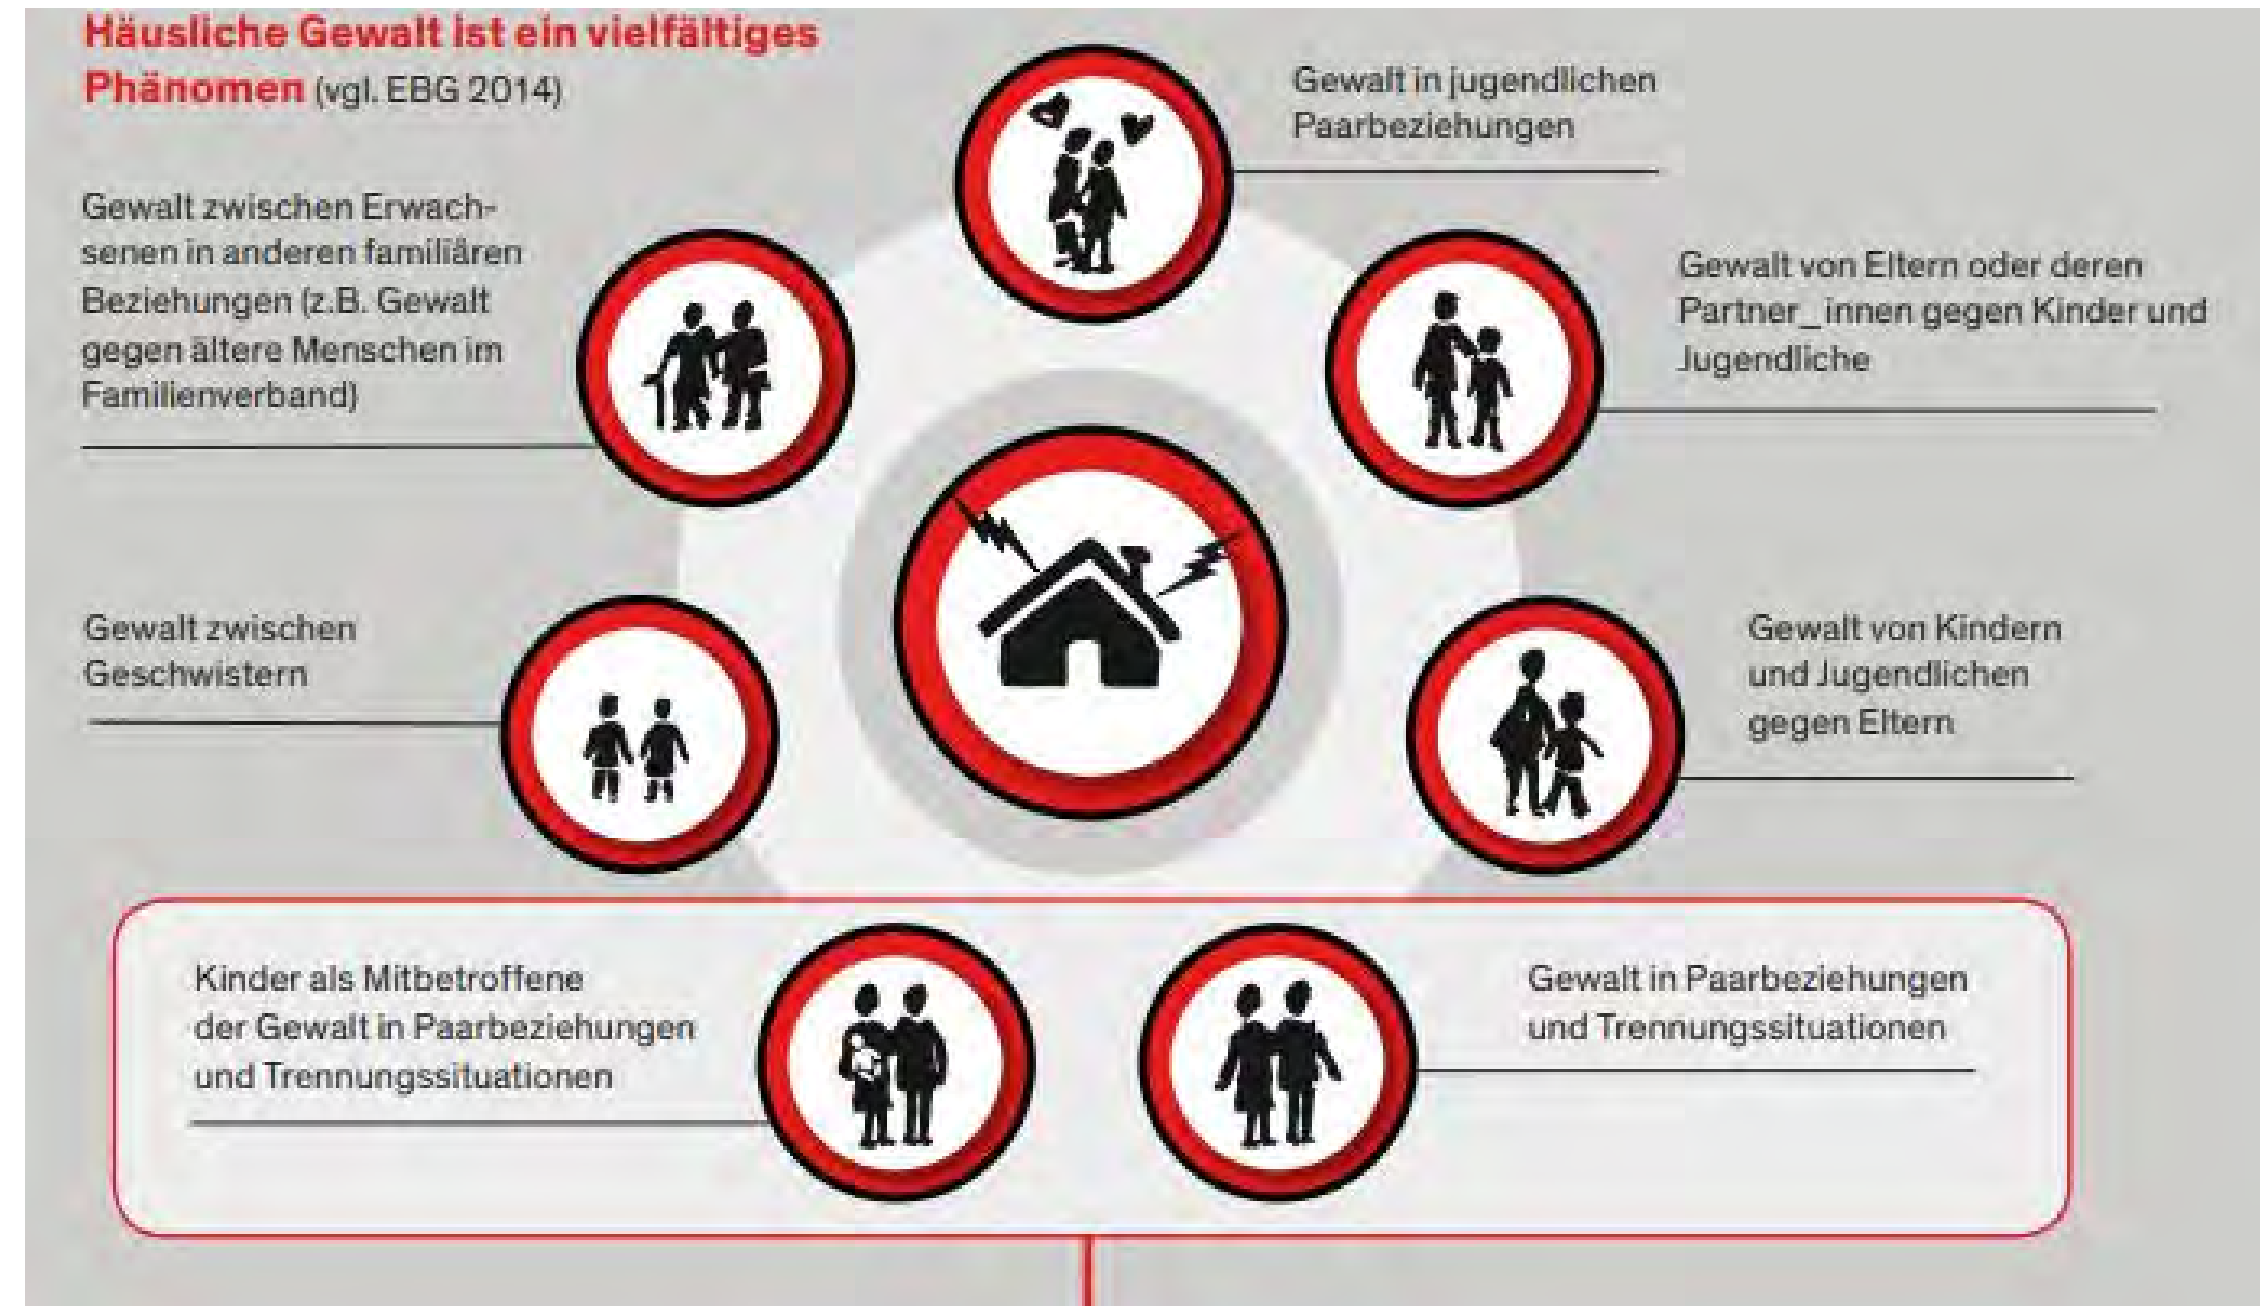 Häusliche Gewalt ist ein vielfältiges
Phänomen (vgl. EBG 2014)
Gewalt in jugendlichen
Paarbeziehungen
Gewalt zwischen Erwach-
senen in anderen familiären
Beziehungen (z.B. Gewalt
gegen ältere Menschen im
Familienverband)
Gewalt von Eltern oder deren
Partner_innen gegen Kinder und
Jugendliche
Gewalt zwischen
Geschwistern
Gewalt von Kindern
und Jugendlichen
gegen Eltern
Kinder als Mitbetroffene
der Gewalt in Paarbeziehungen
und Trennungssituationen
Gewalt in Paarbeziehungen
und Trennungssituationen